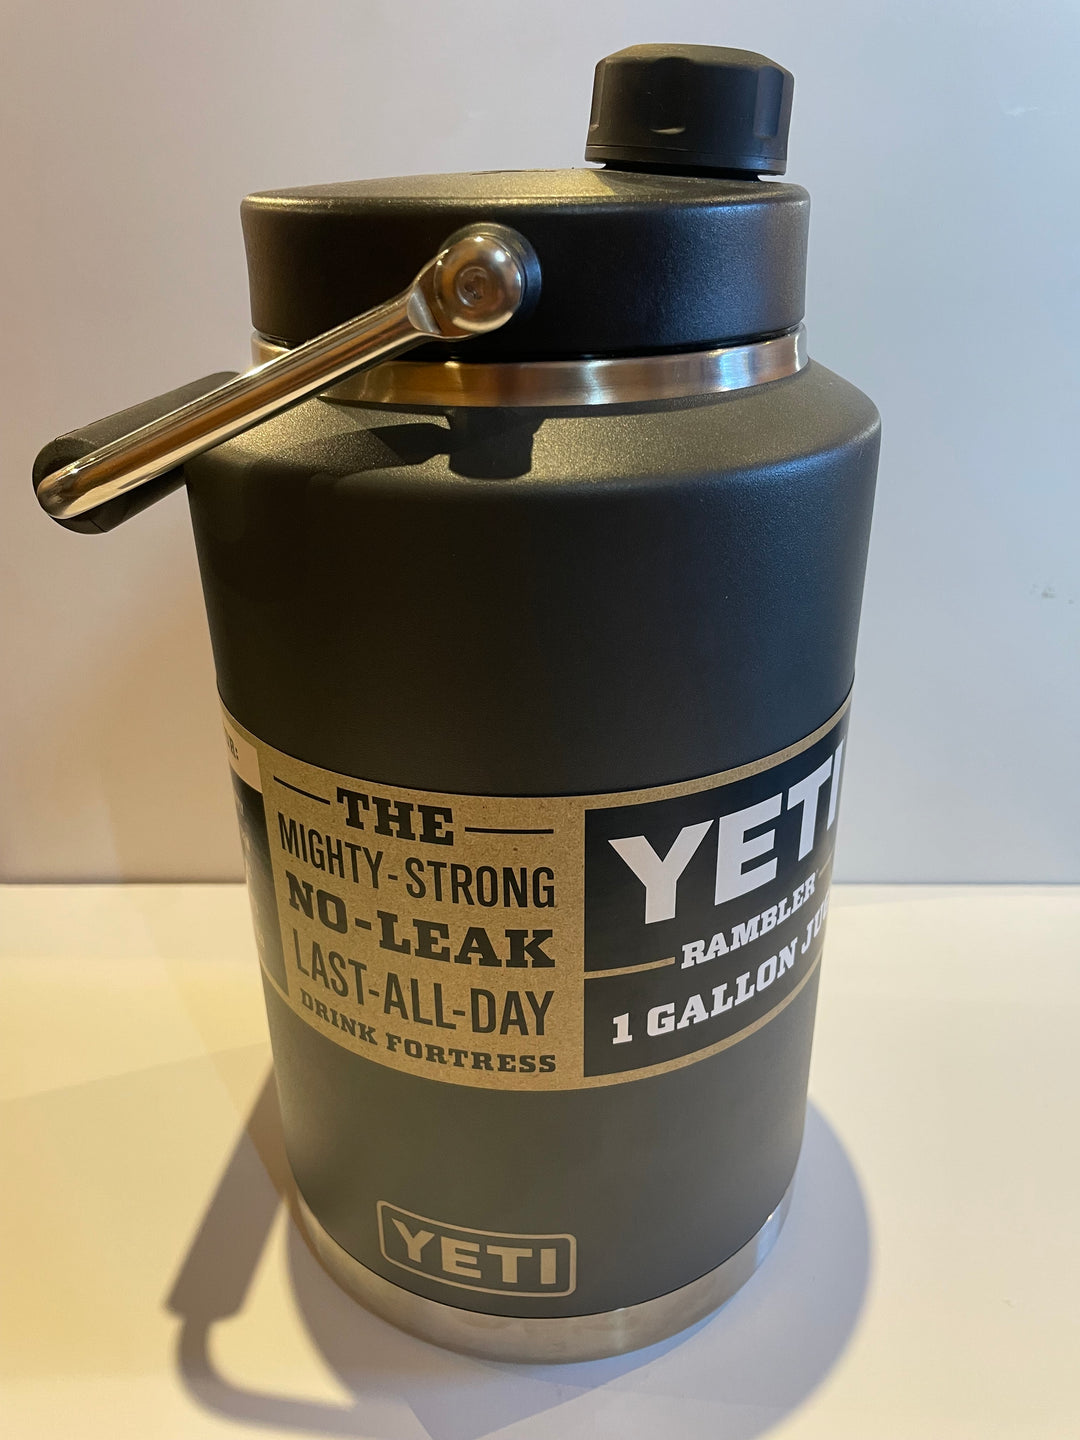 THE
MIGHTY-STRONG
NO-LEAK
LAST-ALL-DAY
DRINK FORTRESS
YETI
RAMBLER
1 GALLON
YETI